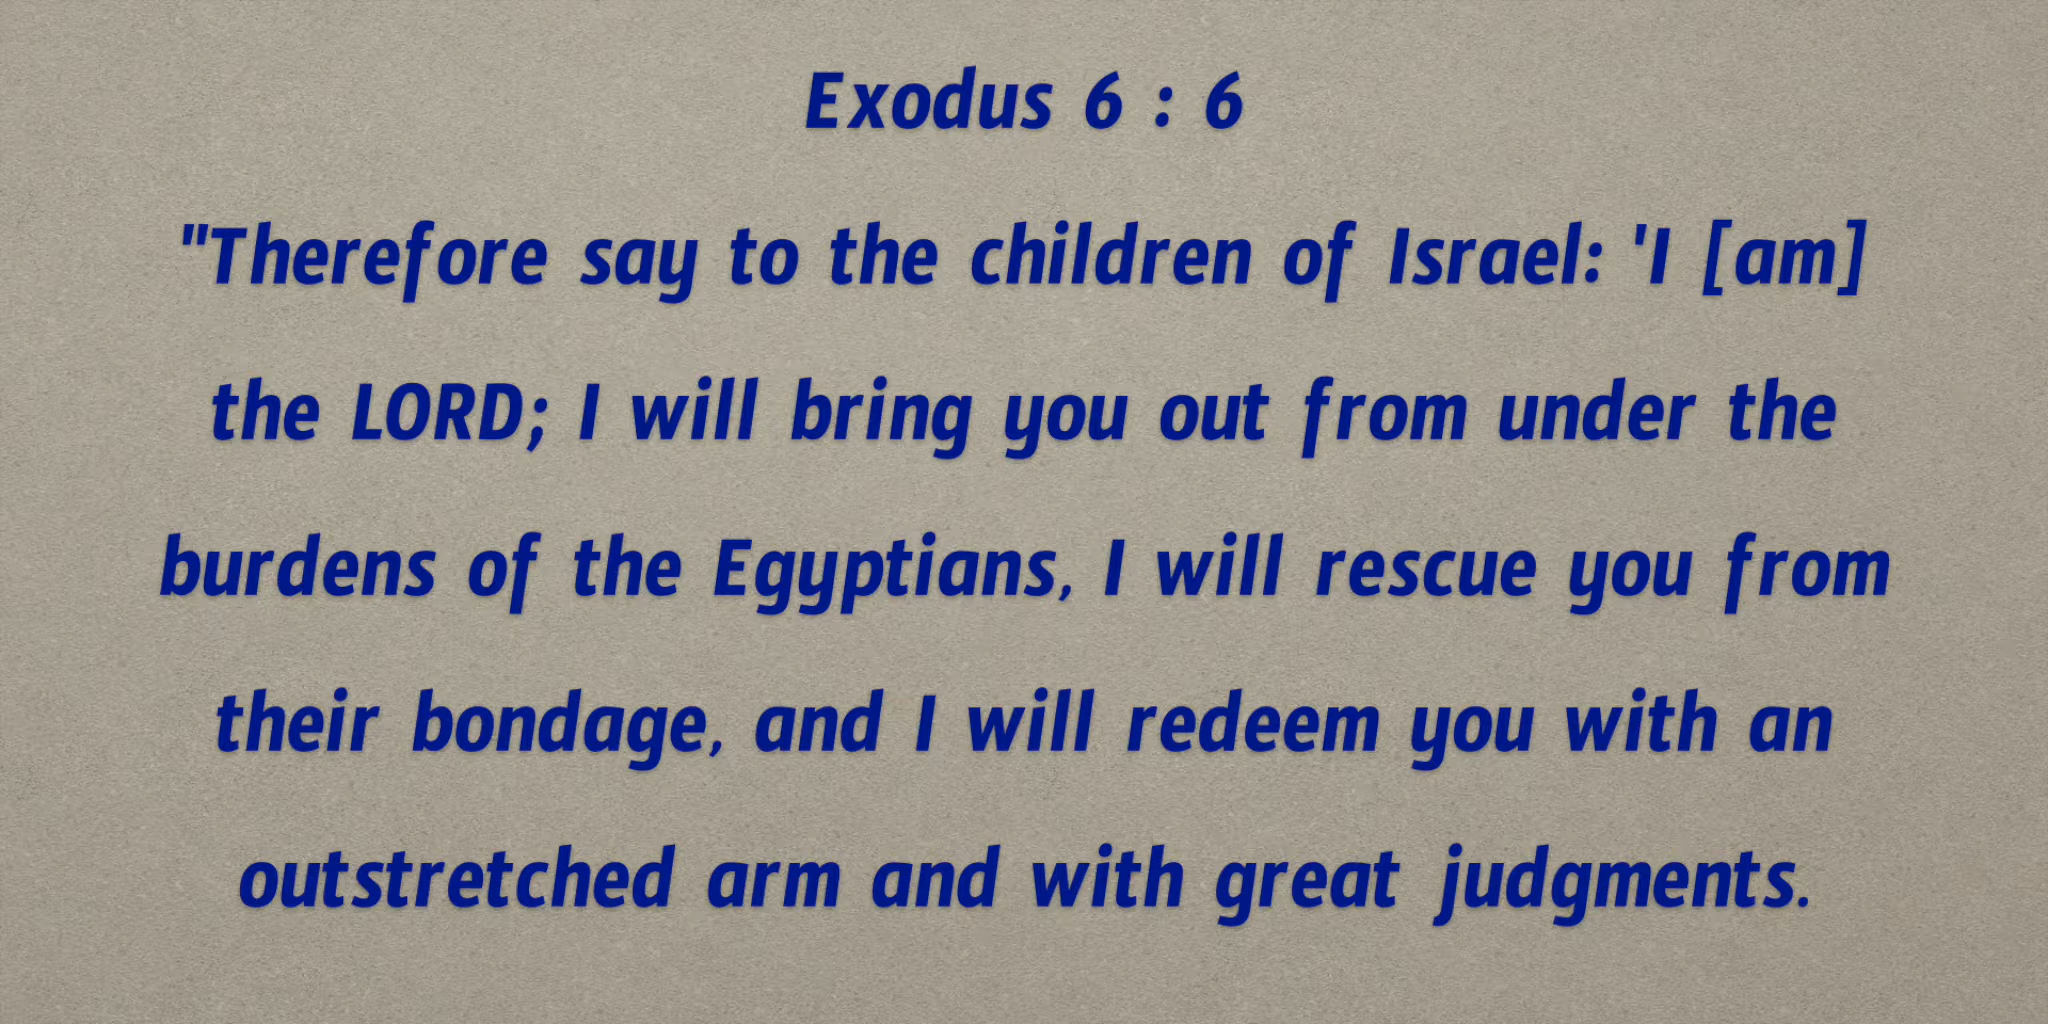 Exodus 6 : 6
"Therefore say to the children of Israel: 'I [am]
the LORD; I will bring you out from under the
burdens of the Egyptians, I will rescue you from
their bondage, and I will redeem you with an
outstretched arm and with great judgments.